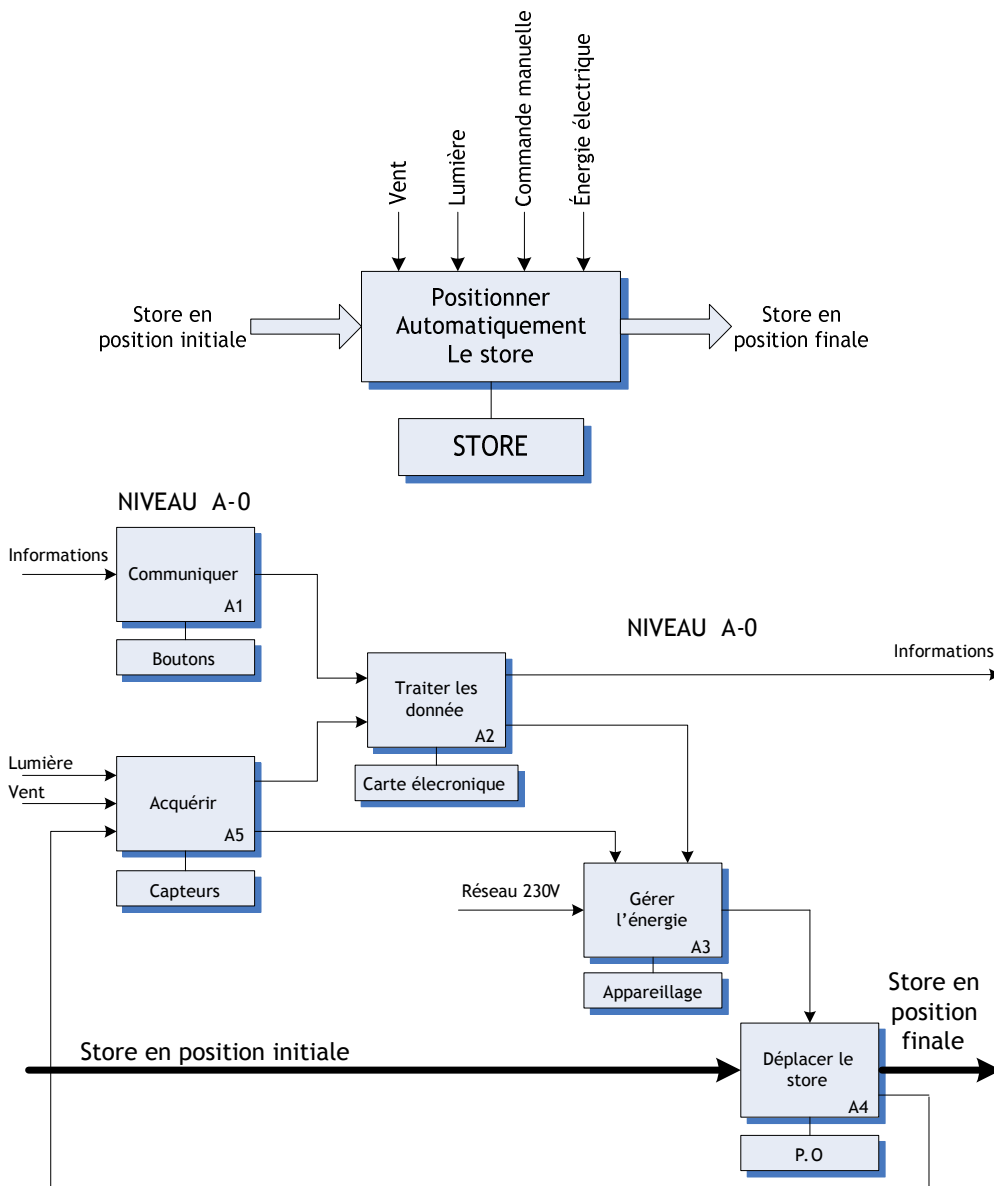 Vent
Lumière
Commande manuelle
Énergie électrique
Positionner
Automatiquement
Le store
Store en
position initiale
Store en
position finale
STORE
NIVEAU A-0
Informations
Communiquer
A1
Boutons
NIVEAU A-0
Informations
Traiter les
donnée
A2
Carte élecronique
Lumière
Vent
Acquérir
A5
Capteurs
Réseau 230V
Gérer
l’énergie
A3
Appareillage
Store en
position
finale
Store en position initiale
Déplacer le
store
A4
P.O